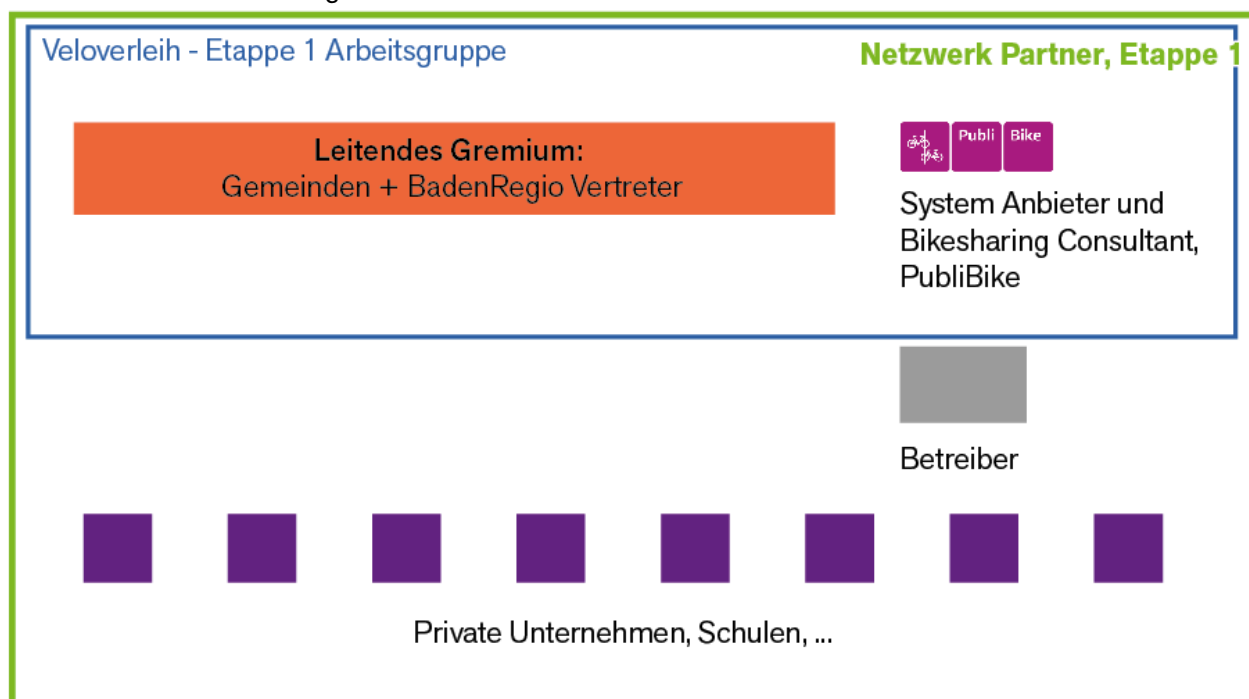 Veloverleih - Etappe 1 Arbeitsgruppe
Netzwerk Partner, Etappe 1
Leitendes Gremium:
Gemeinden + BadenRegio Vertreter
Publi Bike
System Anbieter und
Bikesharing Consultant,
PubliBike
Betreiber
Private Unternehmen, Schulen, ...